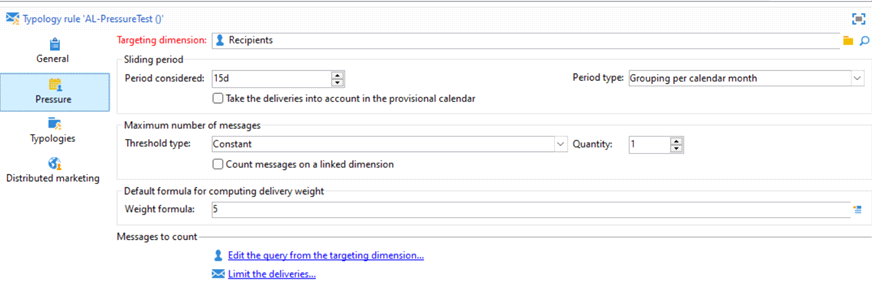 Typology rule 'AL-PressureTest ()'
General
Pressure
Typologies
Distributed marketing
Targeting dimension: Recipients
Sliding period
Period considered: 15d Period type: Grouping per calendar month
Take the deliveries into account in the provisional calendar
Maximum number of messages
Threshold type: Constant Quantity: 1
Count messages on a linked dimension
Default formula for computing delivery weight
Weight formula: 5
Messages to count
Edit the query from the targeting dimension...
Limit the deliveries...